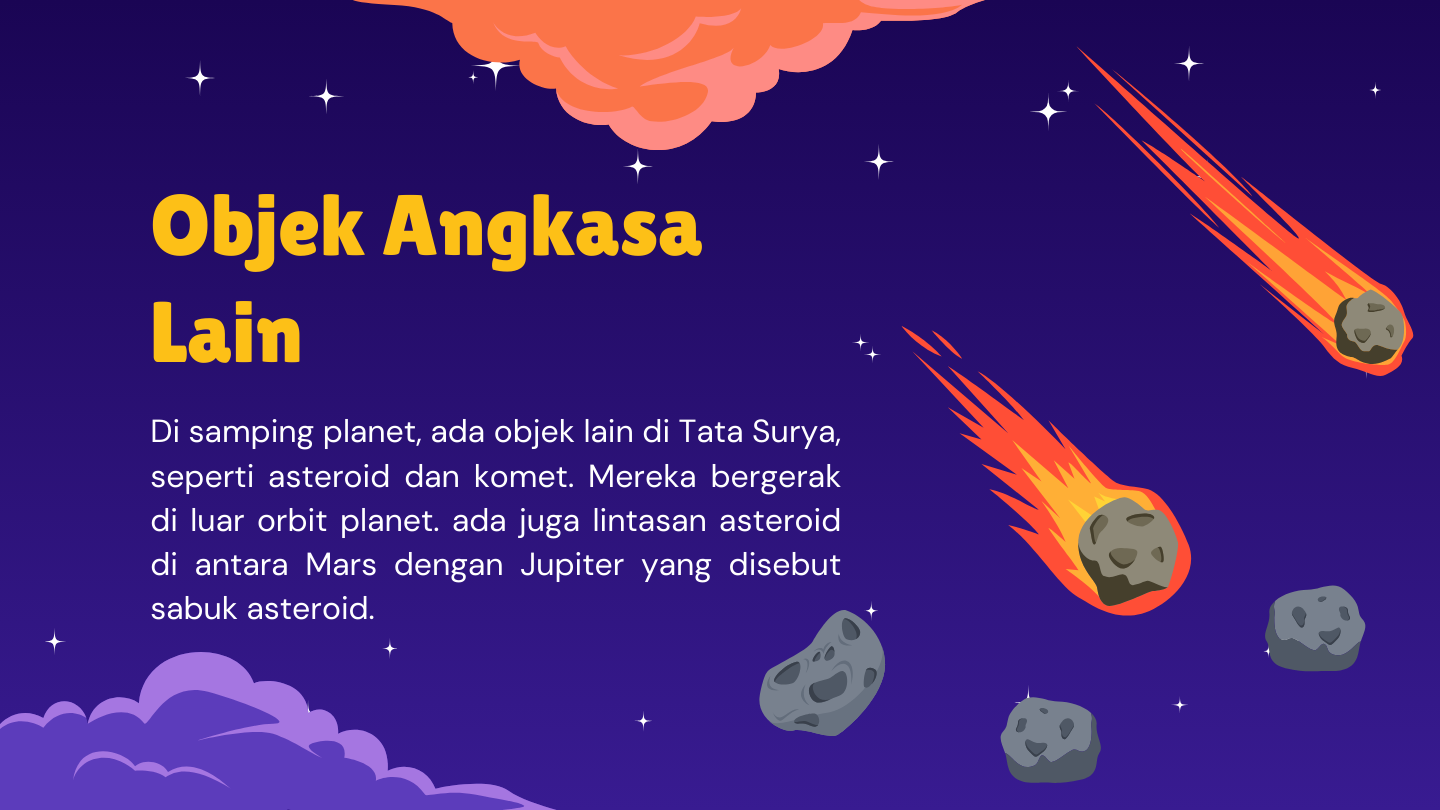 Objek Angkasa
Lain
Di samping planet, ada objek lain di Tata Surya,
seperti asteroid dan komet. Mereka bergerak
di luar orbit planet. ada juga lintasan asteroid
di antara Mars dengan Jupiter yang disebut
sabuk asteroid.